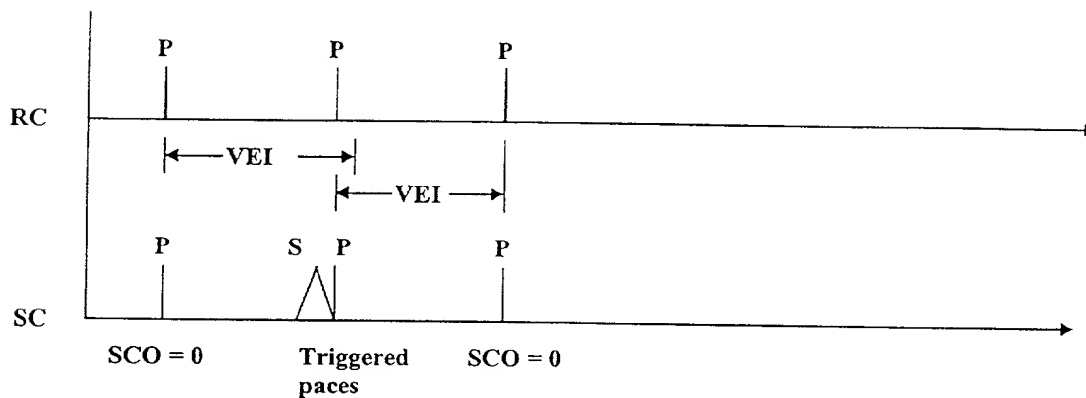 P P P
RC
VEI
VEI
P S P P
SC
SCO = 0 Triggered paces SCO = 0